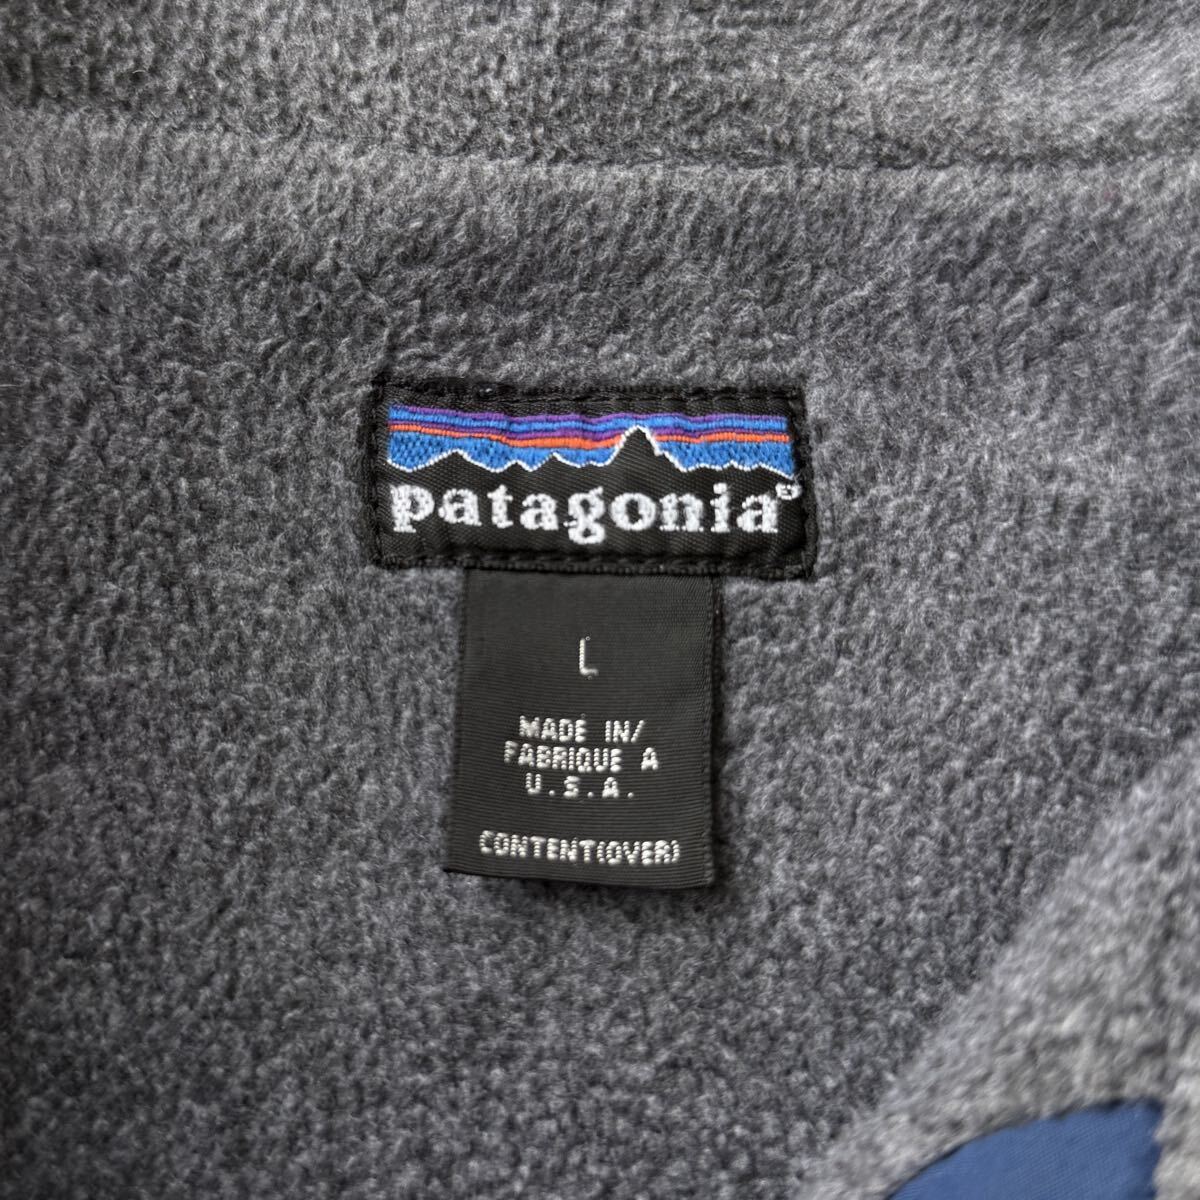 patagonia®
L
MADE IN/
FABRIQUE A
U.S.A.
CONTENT(OVER)